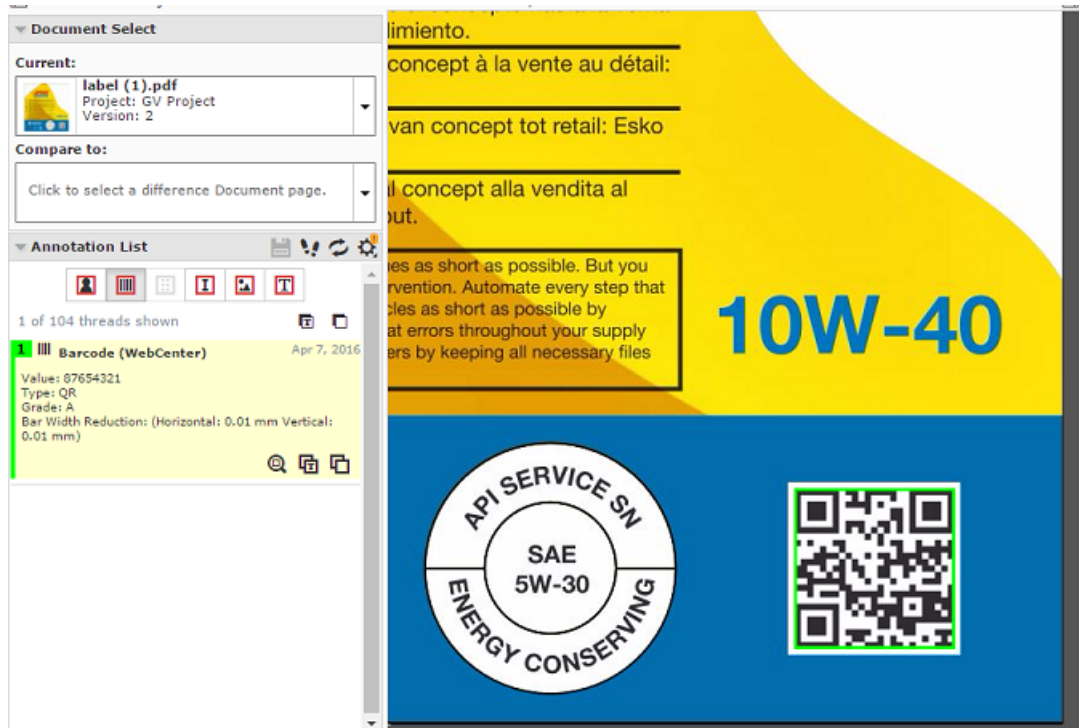 Document Select
Current:
label (1).pdf
Project: GV Project
Version: 2
Compare to:
Click to select a difference Document page.
Annotation List
1 of 104 threads shown
1 Barcode (WebCenter) Apr 7, 2016
Value: 87654321
Type: QR
Grade: A
Bar Width Reduction: (Horizontal: 0.01 mm Vertical:
0.01 mm)
limiento.
concept à la vente au détail:
van concept tot retail: Esko
l concept alla vendita al
out.
es as short as possible. But you
rvention. Automate every step that
cles as short as possible by
at errors throughout your supply
ers by keeping all necessary files
10W-40
API SERVICE SN
SAE
5W-30
ENERGY CONSERVING